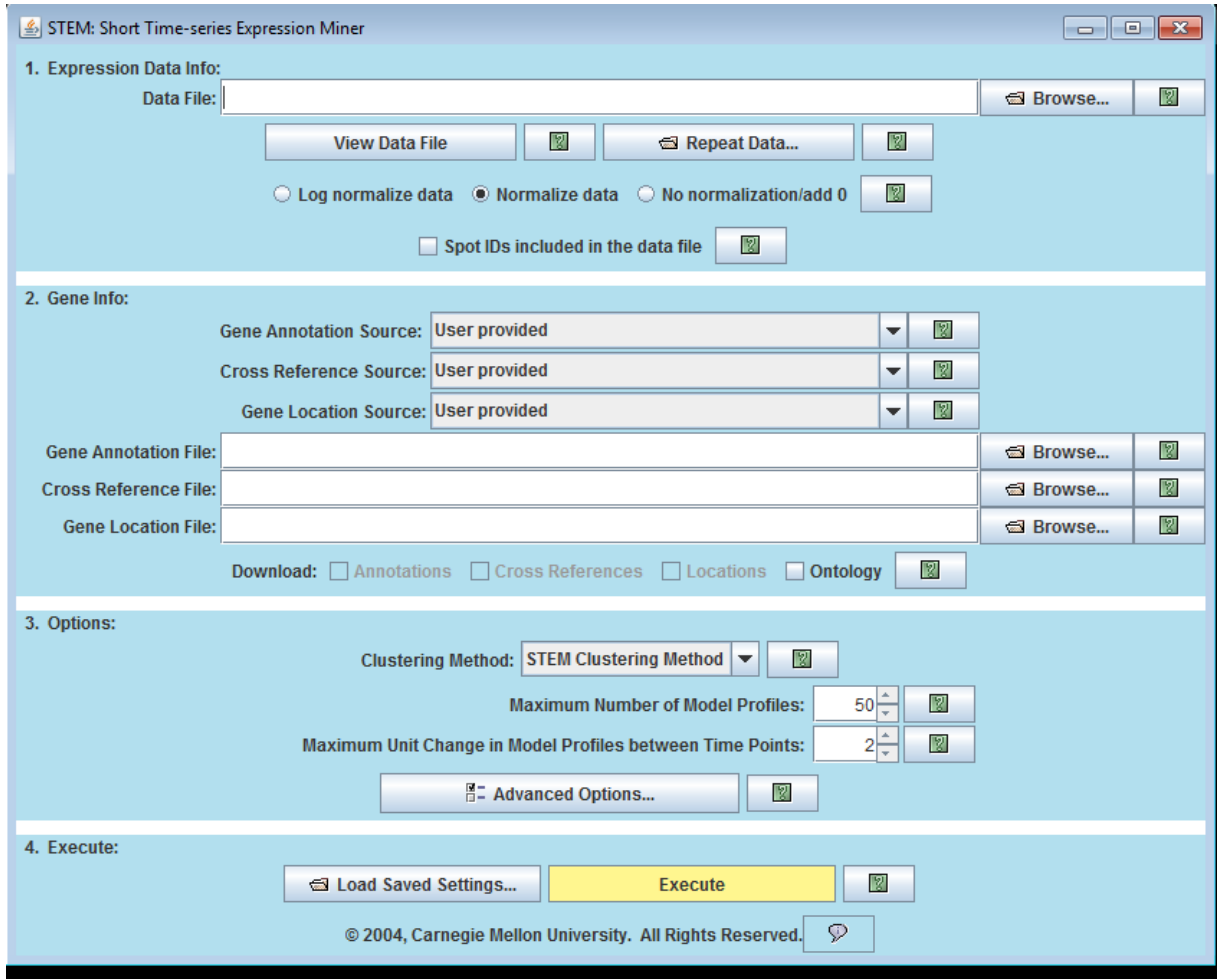 STEM: Short Time-series Expression Miner
1. Expression Data Info:
Data File: Browse...
View Data File Repeat Data...
Log normalize data Normalize data No normalization/add 0
Spot IDs included in the data file
2. Gene Info:
Gene Annotation Source: User provided
Cross Reference Source: User provided
Gene Location Source: User provided
Gene Annotation File: Browse...
Cross Reference File: Browse...
Gene Location File: Browse...
Download: Annotations Cross References Locations Ontology
3. Options:
Clustering Method: STEM Clustering Method
Maximum Number of Model Profiles: 50
Maximum Unit Change in Model Profiles between Time Points: 2
Advanced Options...
4. Execute:
Load Saved Settings... Execute
© 2004, Carnegie Mellon University. All Rights Reserved.